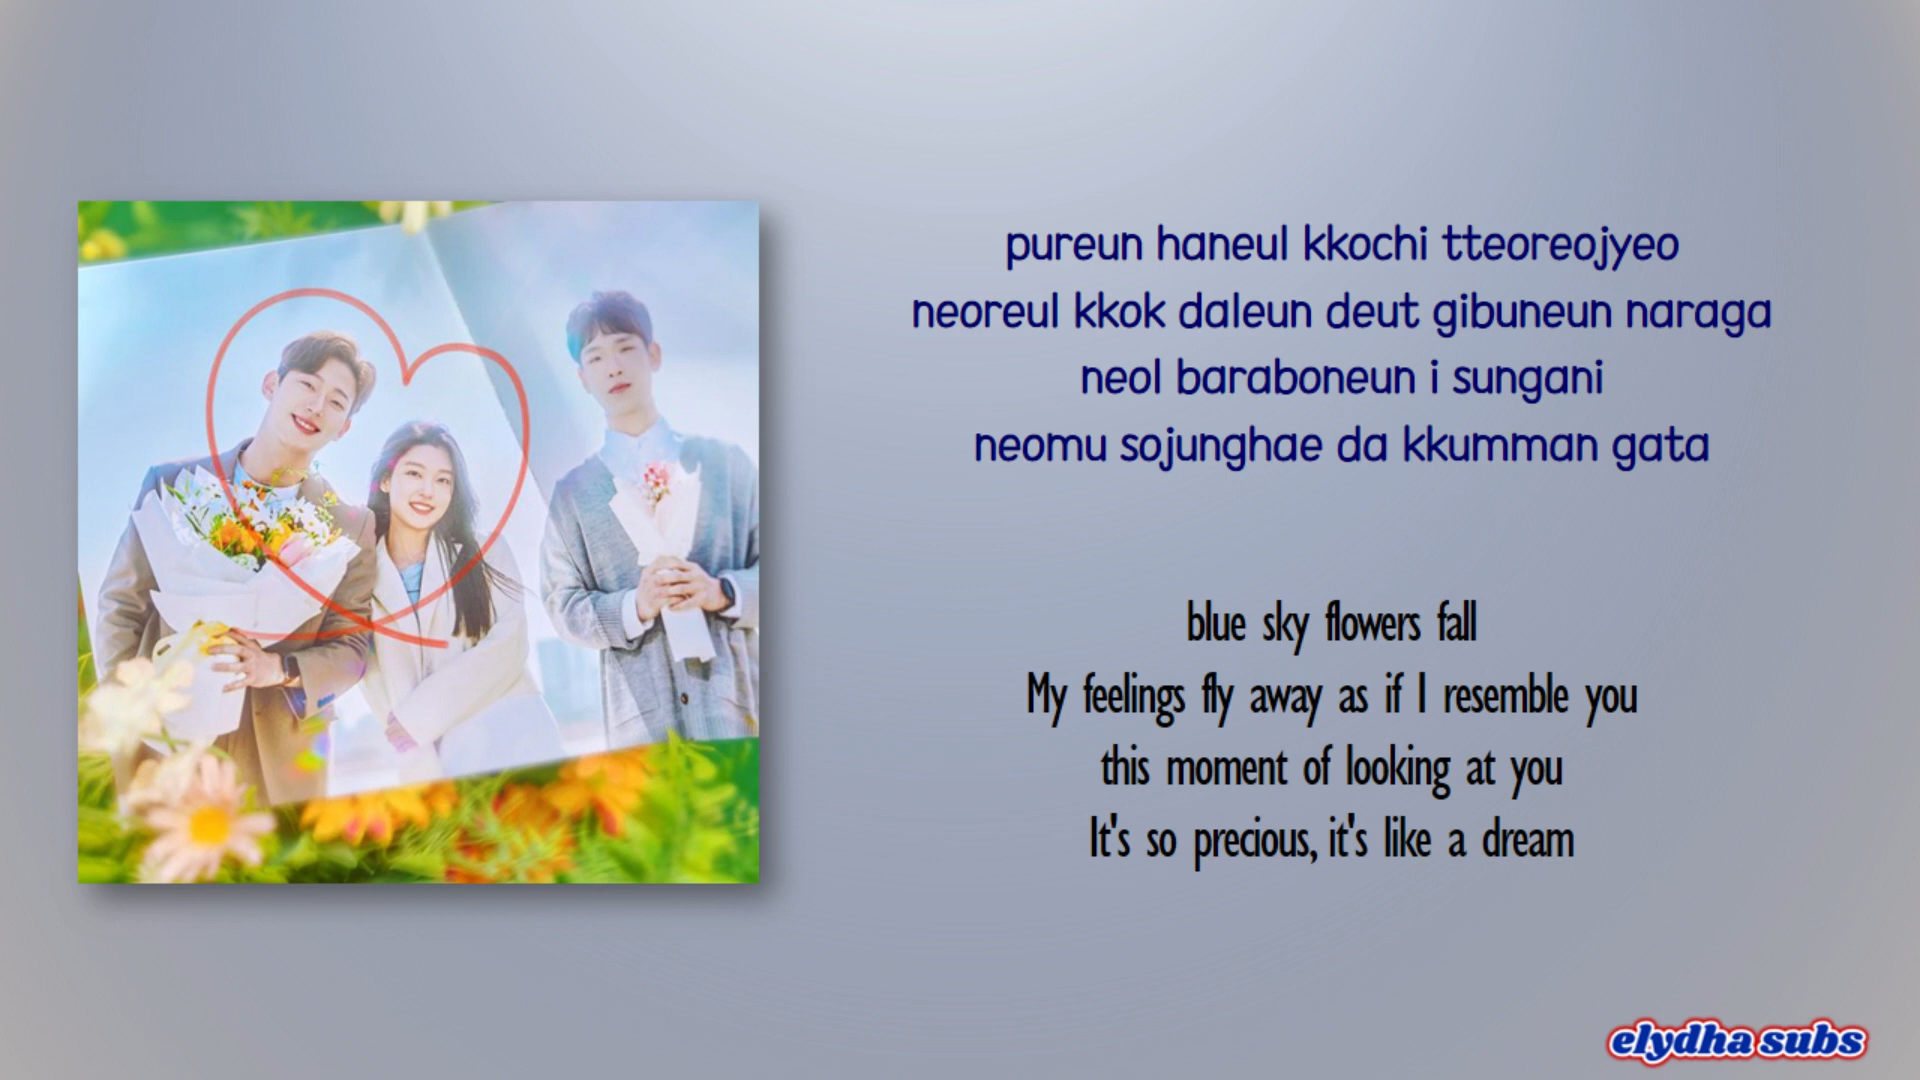 pureun haneul kkochi tteoreojyeo
neoreul kkok daleun deut gibuneun naraga
neol baraboneun i sungani
neomu sojunghae da kkumman gata
blue sky flowers fall
My feelings fly away as if I resemble you
this moment of looking at you
It's so precious, it's like a dream
elydha subs